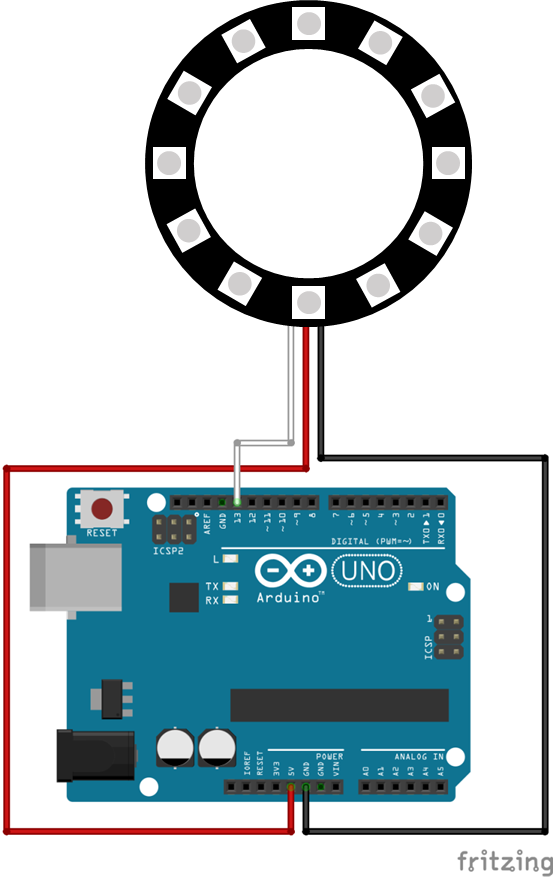 RESET
ICSP2
AREF
GND
13
12
~11
~10
~9
8
7
~6
~5
4
~3
2
TX0▶1
RX0◀0
DIGITAL (PWM=~)
L
TX
RX
UNO
ON
Arduino™
1
ICSP
POWER
ANALOG IN
IOREF
RESET
3V3
5V
GND
GND
VIN
A0
A1
A2
A3
A4
A5
fritzing